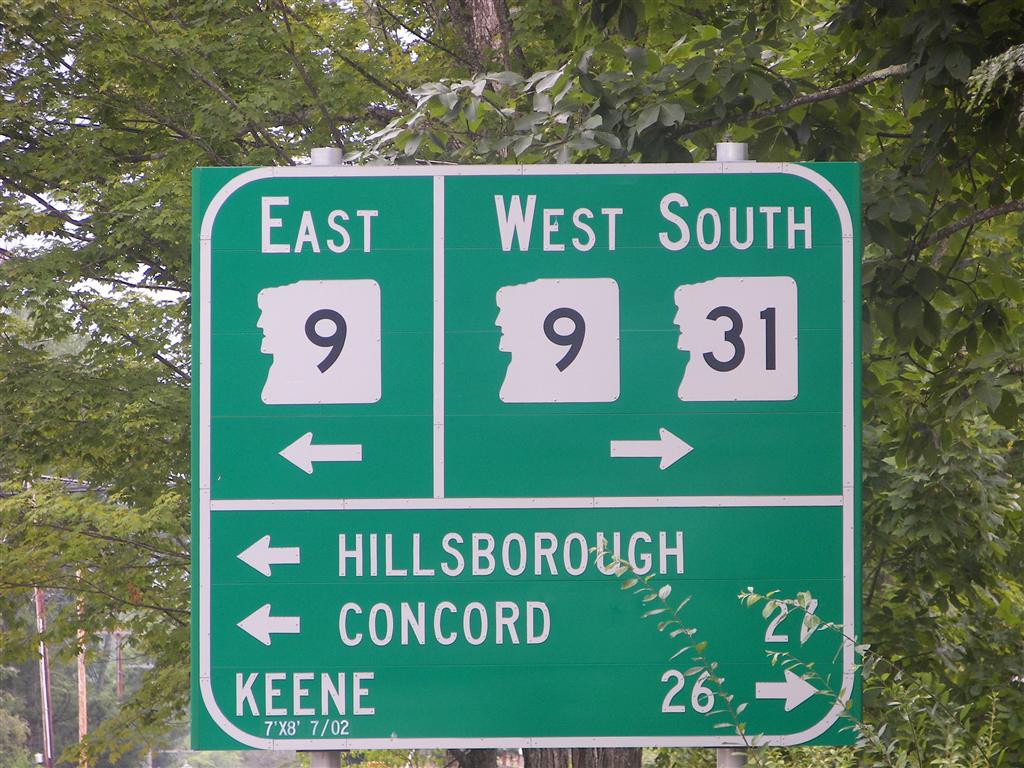 EAST WEST SOUTH
9 9 31
HILLSBOROUGH
CONCORD
KEENE 26
7'X8' 7/02